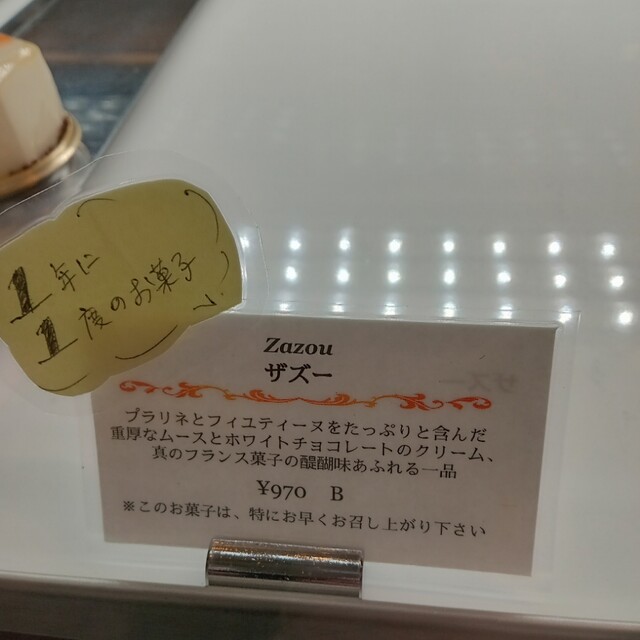 1年に
1度のお菓子
Zazou
ザズー
プラリネとフィユティーヌをたっぷりと含んだ
重厚なムースとホワイトチョコレートのクリーム、
真のフランス菓子の醍醐味あふれる一品
¥970 B
※このお菓子は、特にお早くお召し上がり下さい